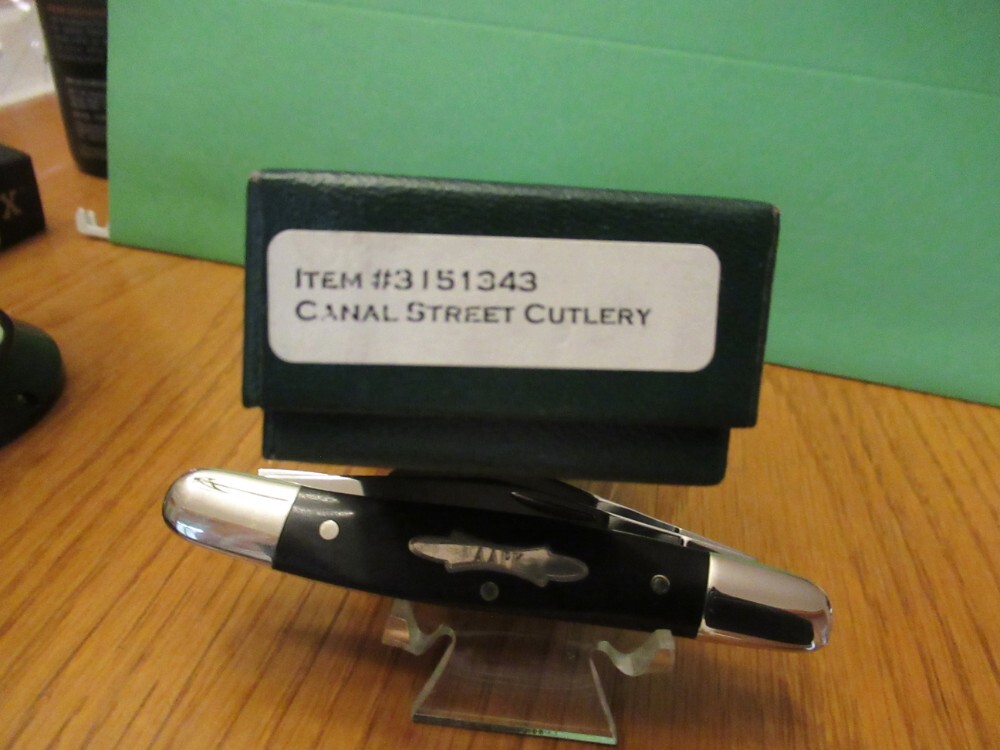 ITEM #3151343
CANAL STREET CUTLERY
X